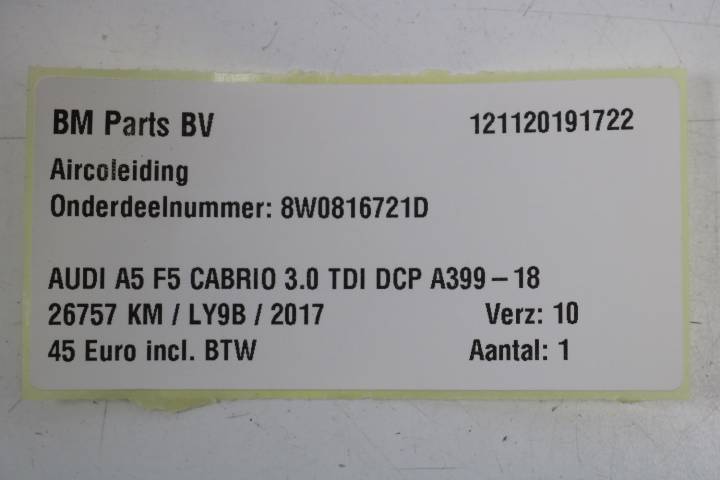 BM Parts BV 121120191722
Aircoleiding
Onderdeelnummer: 8W0816721D
AUDI A5 F5 CABRIO 3.0 TDI DCP A399-18
26757 KM / LY9B / 2017 Verz: 10
45 Euro incl. BTW Aantal: 1